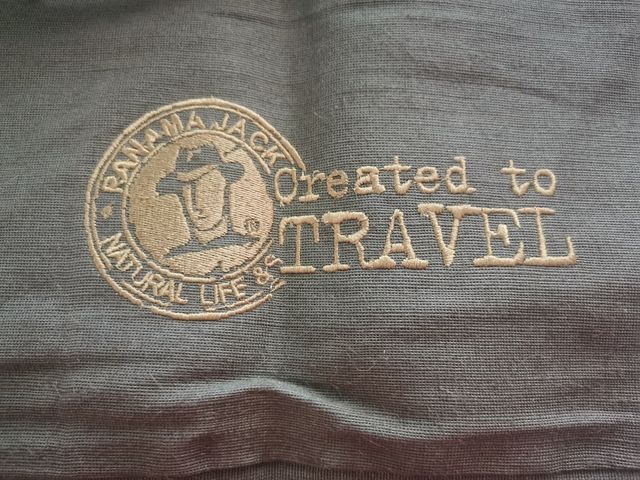 PANAMA JACK
NATURAL LIFE
®
Created to
TRAVEL